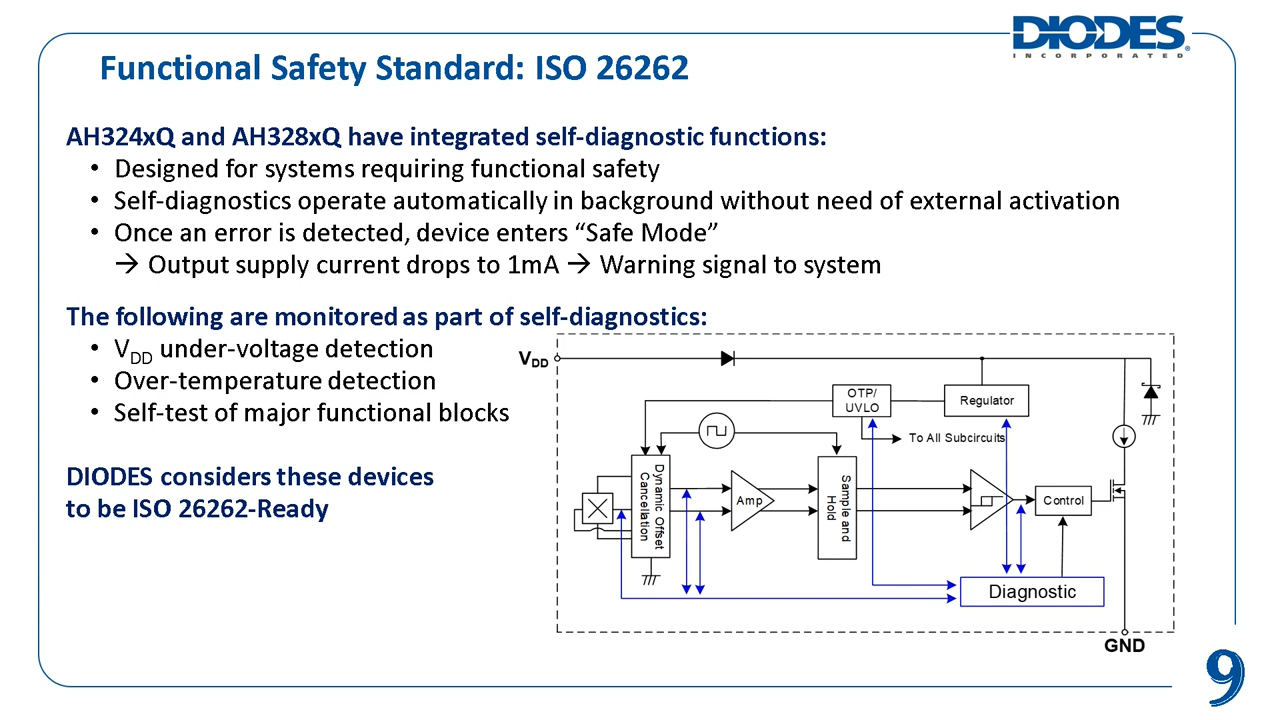 DIODES
INCORPORATED
Functional Safety Standard: ISO 26262
AH324xQ and AH328xQ have integrated self-diagnostic functions:
• Designed for systems requiring functional safety
• Self-diagnostics operate automatically in background without need of external activation
• Once an error is detected, device enters “Safe Mode”
→ Output supply current drops to 1mA → Warning signal to system
The following are monitored as part of self-diagnostics:
• VDD under-voltage detection
• Over-temperature detection
• Self-test of major functional blocks
DIODES considers these devices
to be ISO 26262-Ready
VDD
OTP/
UVLO
Regulator
To All Subcircuits
Dynamic Offset
Cancellation
Amp
Sample and
Hold
Control
Diagnostic
GND
9